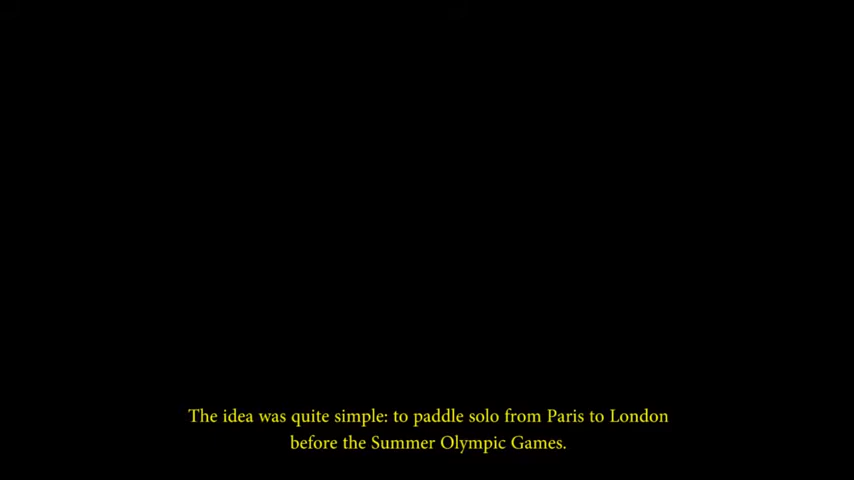 The idea was quite simple: to paddle solo from Paris to London
before the Summer Olympic Games.